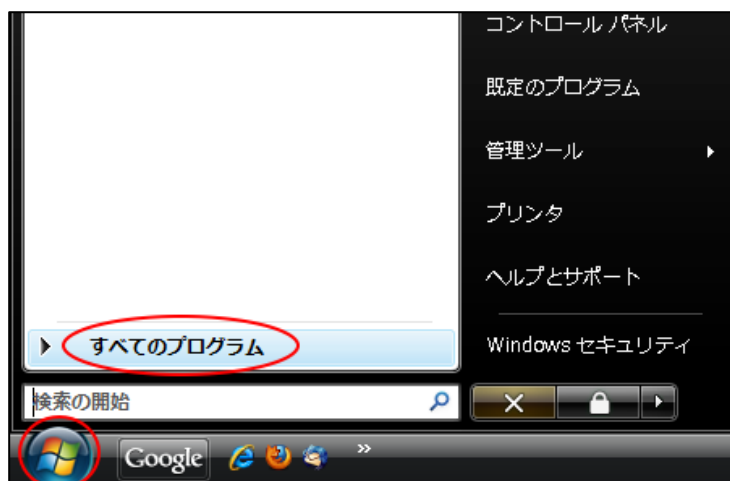 コントロール パネル
既定のプログラム
管理ツール
プリンタ
ヘルプとサポート
Windows セキュリティ
すべてのプログラム
検索の開始
Google